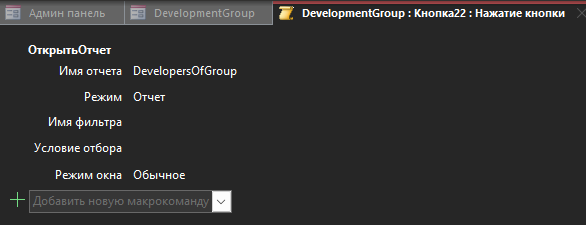 Админ панель
DevelopmentGroup
DevelopmentGroup : Кнопка22 : Нажатие кнопки
ОткрытьОтчет
Имя отчета DevelopersOfGroup
Режим Отчет
Имя фильтра
Условие отбора
Режим окна Обычное
Добавить новую макрокоманду